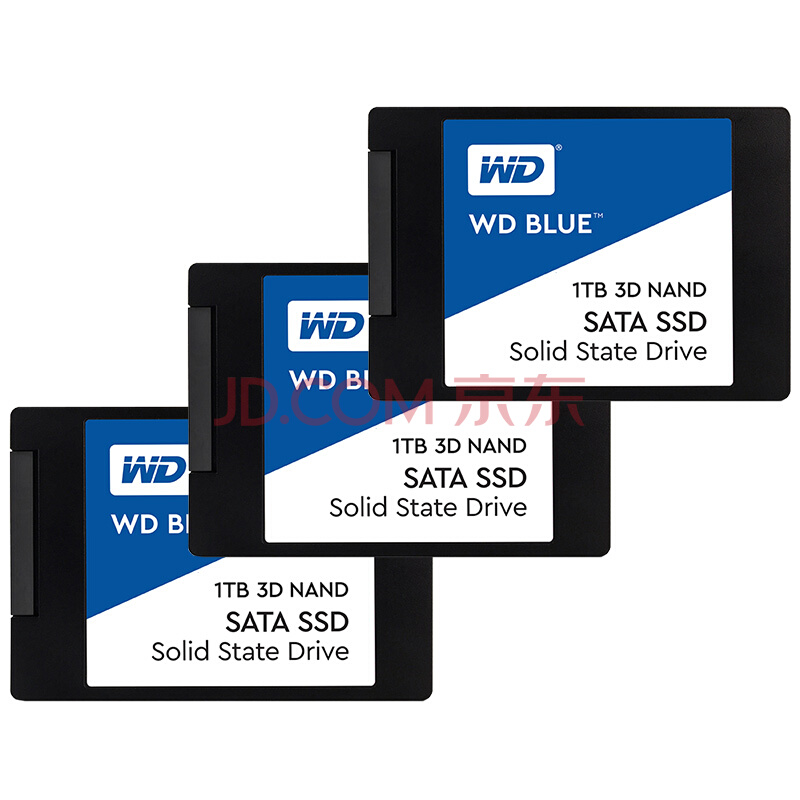 WD®
WD BLUE™
1TB 3D NAND
SATA SSD
Solid State Drive
WD
WD BL
1TB 3D NAND
SATA SSD
Solid State Drive
WD
WD BL
1TB 3D NAND
SATA SSD
Solid State Drive
JD.COM 京东